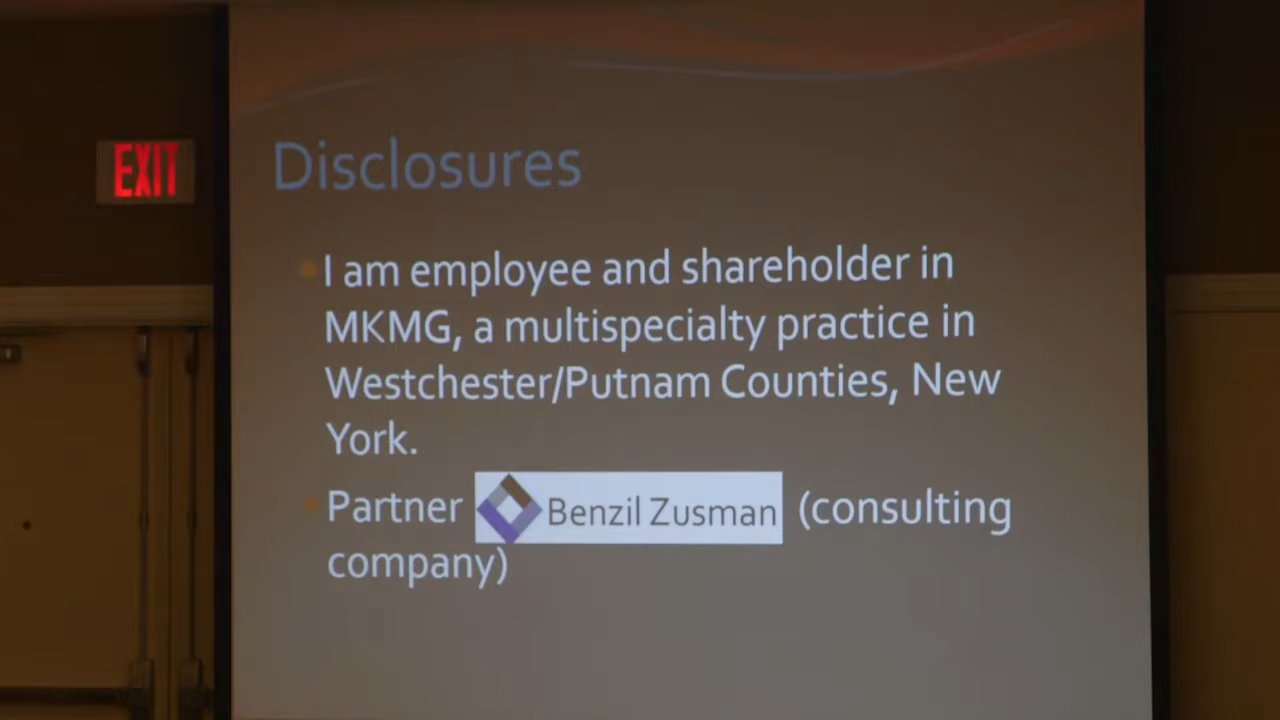 EXIT
Disclosures
I am employee and shareholder in
MKMG, a multispecialty practice in
Westchester/Putnam Counties, New
York.
Partner Benzil Zusman (consulting
company)